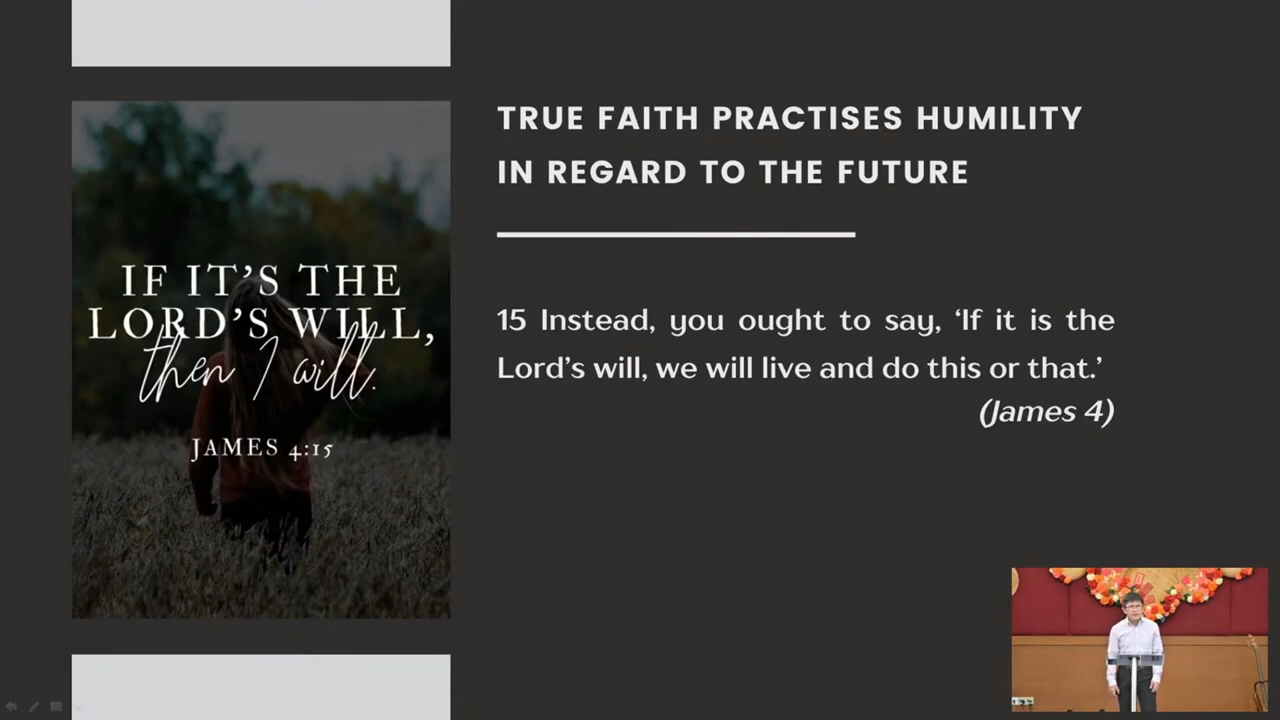 TRUE FAITH PRACTISES HUMILITY
IN REGARD TO THE FUTURE
IF IT’S THE
LORD’S WILL,
then I will.
JAMES 4:15
15 Instead, you ought to say, ‘If it is the
Lord’s will, we will live and do this or that.’
(James 4)